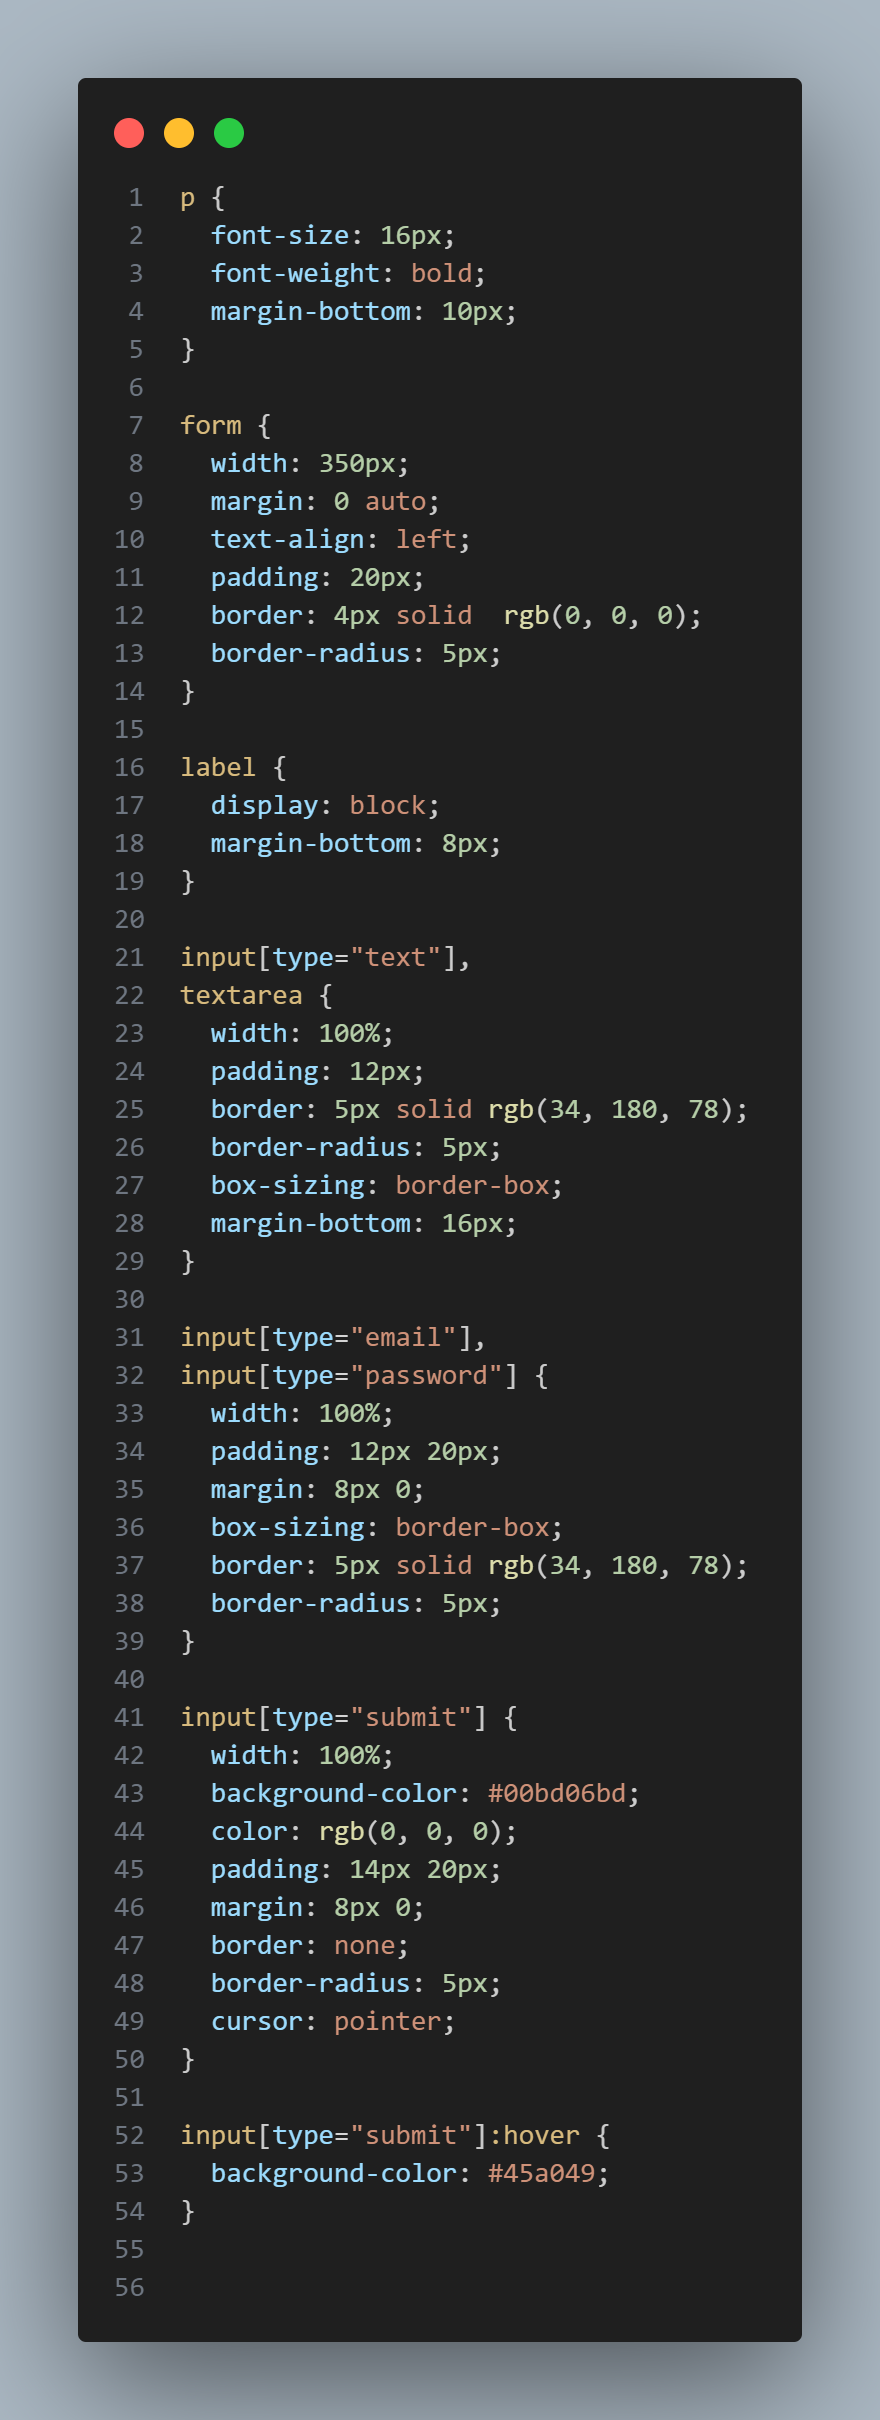 1 p {
2   font-size: 16px;
3   font-weight: bold;
4   margin-bottom: 10px;
5 }
6
7 form {
8   width: 350px;
9   margin: 0 auto;
10   text-align: left;
11   padding: 20px;
12   border: 4px solid  rgb(0, 0, 0);
13   border-radius: 5px;
14 }
15
16 label {
17   display: block;
18   margin-bottom: 8px;
19 }
20
21 input[type="text"],
22 textarea {
23   width: 100%;
24   padding: 12px;
25   border: 5px solid rgb(34, 180, 78);
26   border-radius: 5px;
27   box-sizing: border-box;
28   margin-bottom: 16px;
29 }
30
31 input[type="email"],
32 input[type="password"] {
33   width: 100%;
34   padding: 12px 20px;
35   margin: 8px 0;
36   box-sizing: border-box;
37   border: 5px solid rgb(34, 180, 78);
38   border-radius: 5px;
39 }
40
41 input[type="submit"] {
42   width: 100%;
43   background-color: #00bd06bd;
44   color: rgb(0, 0, 0);
45   padding: 14px 20px;
46   margin: 8px 0;
47   border: none;
48   border-radius: 5px;
49   cursor: pointer;
50 }
51
52 input[type="submit"]:hover {
53   background-color: #45a049;
54 }
55
56